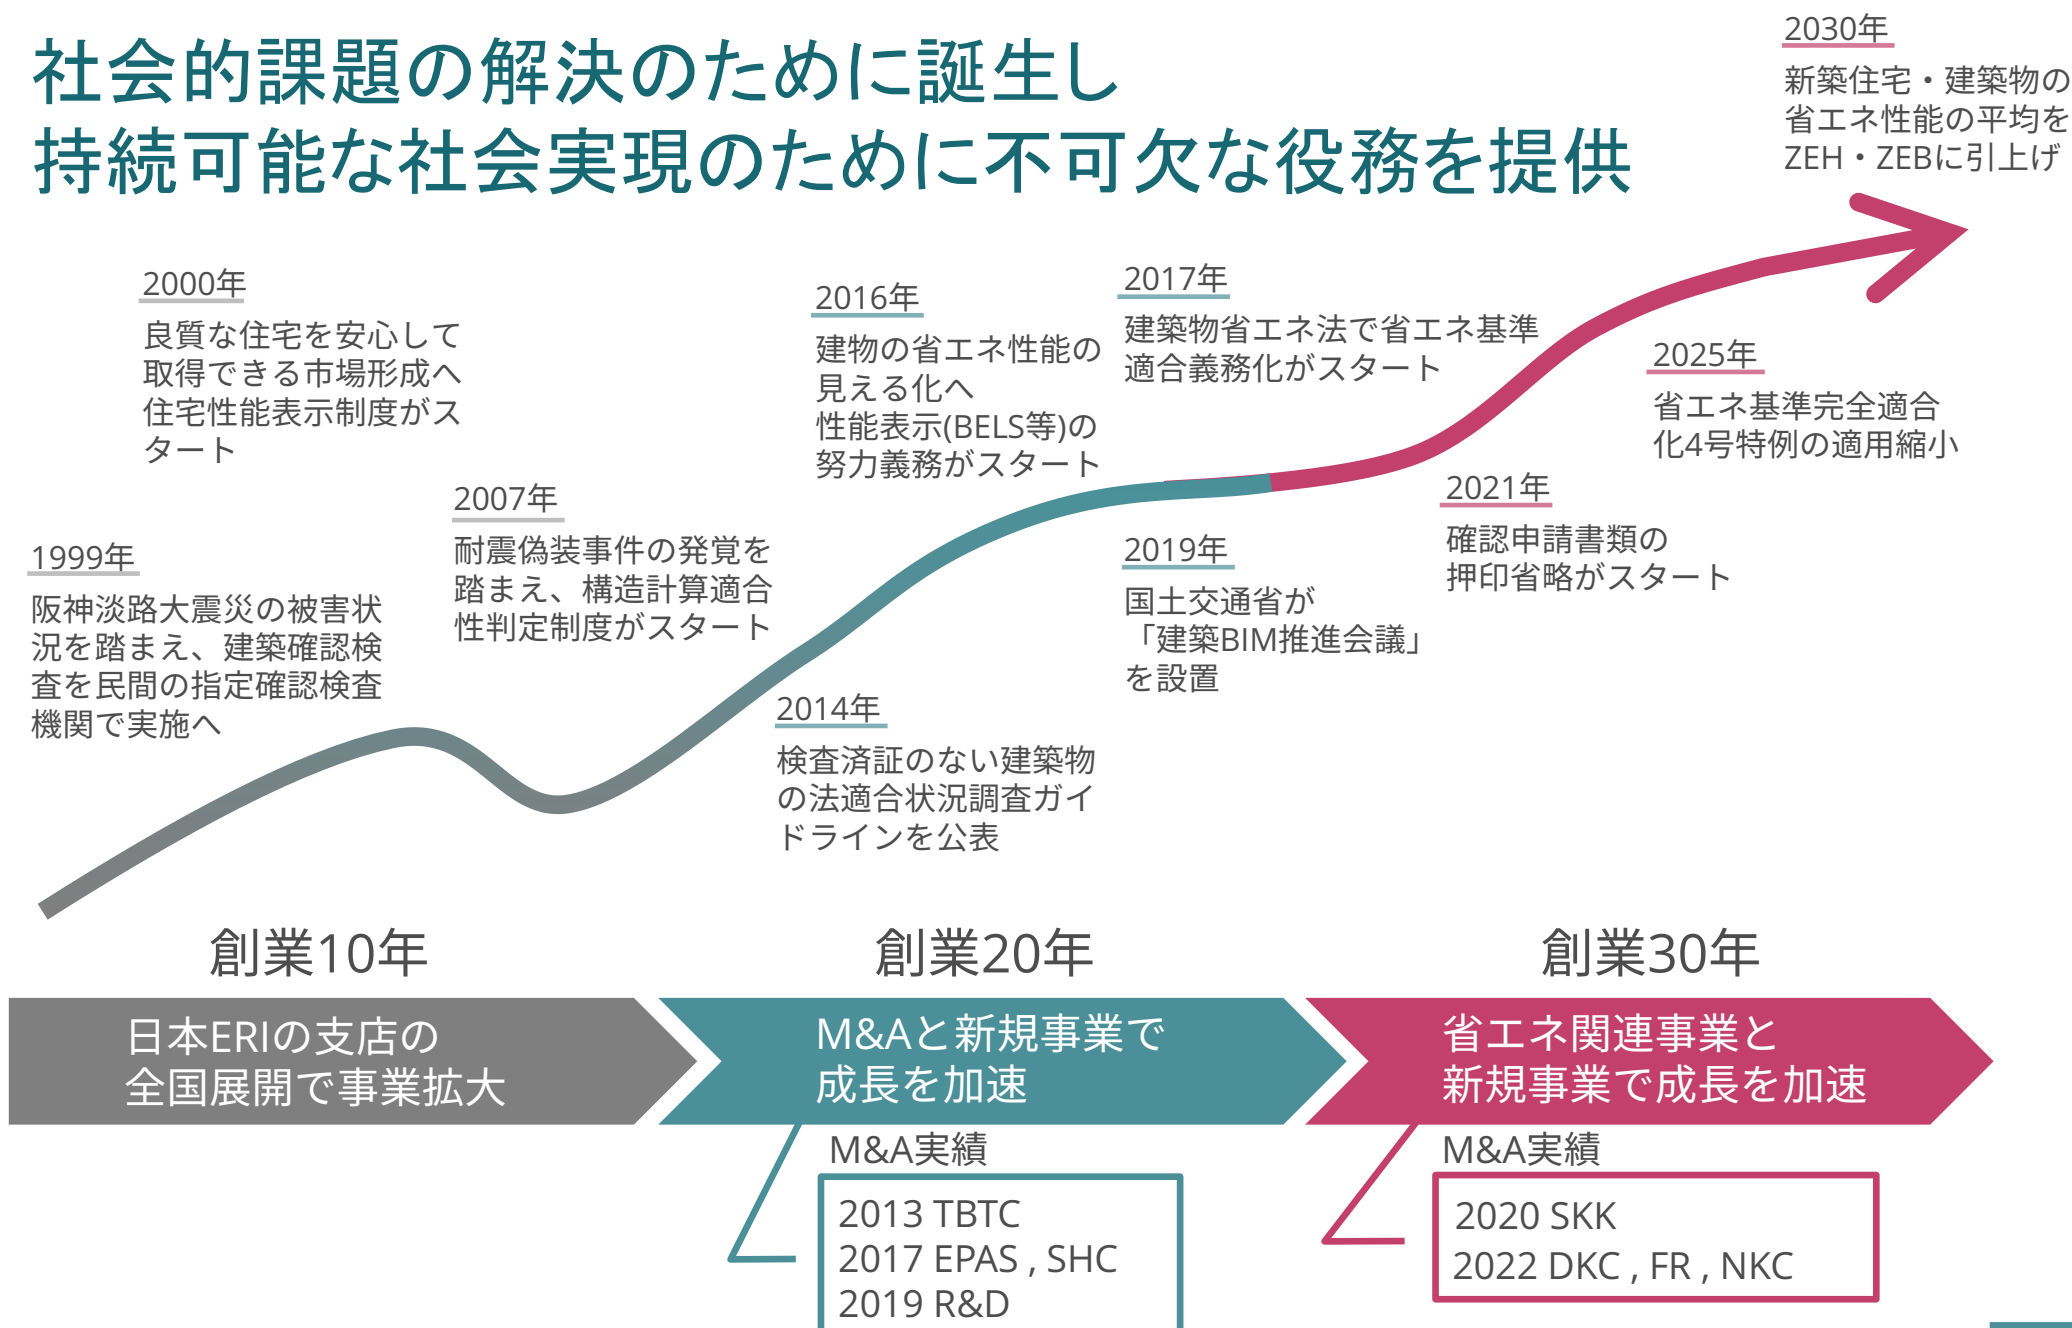 社会的課題の解決のために誕生し
持続可能な社会実現のために不可欠な役務を提供
2030年
新築住宅・建築物の
省エネ性能の平均を
ZEH・ZEBに引上げ
2000年
良質な住宅を安心して
取得できる市場形成へ
住宅性能表示制度がス
タート
2016年
建物の省エネ性能の
見える化へ
性能表示(BELS等)の
努力義務がスタート
2017年
建築物省エネ法で省エネ基準
適合義務化がスタート
2025年
省エネ基準完全適合
化4号特例の適用縮小
1999年
阪神淡路大震災の被害状
況を踏まえ、建築確認検
査を民間の指定確認検査
機関で実施へ
2007年
耐震偽装事件の発覚を
踏まえ、構造計算適合
性判定制度がスタート
2014年
検査済証のない建築物
の法適合状況調査ガイ
ドラインを公表
2019年
国土交通省が
「建築BIM推進会議」
を設置
2021年
確認申請書類の
押印省略がスタート
創業10年
日本ERIの支店の
全国展開で事業拡大
創業20年
M&Aと新規事業で
成長を加速
M&A実績
2013 TBTC
2017 EPAS , SHC
2019 R&D
創業30年
省エネ関連事業と
新規事業で成長を加速
M&A実績
2020 SKK
2022 DKC , FR , NKC